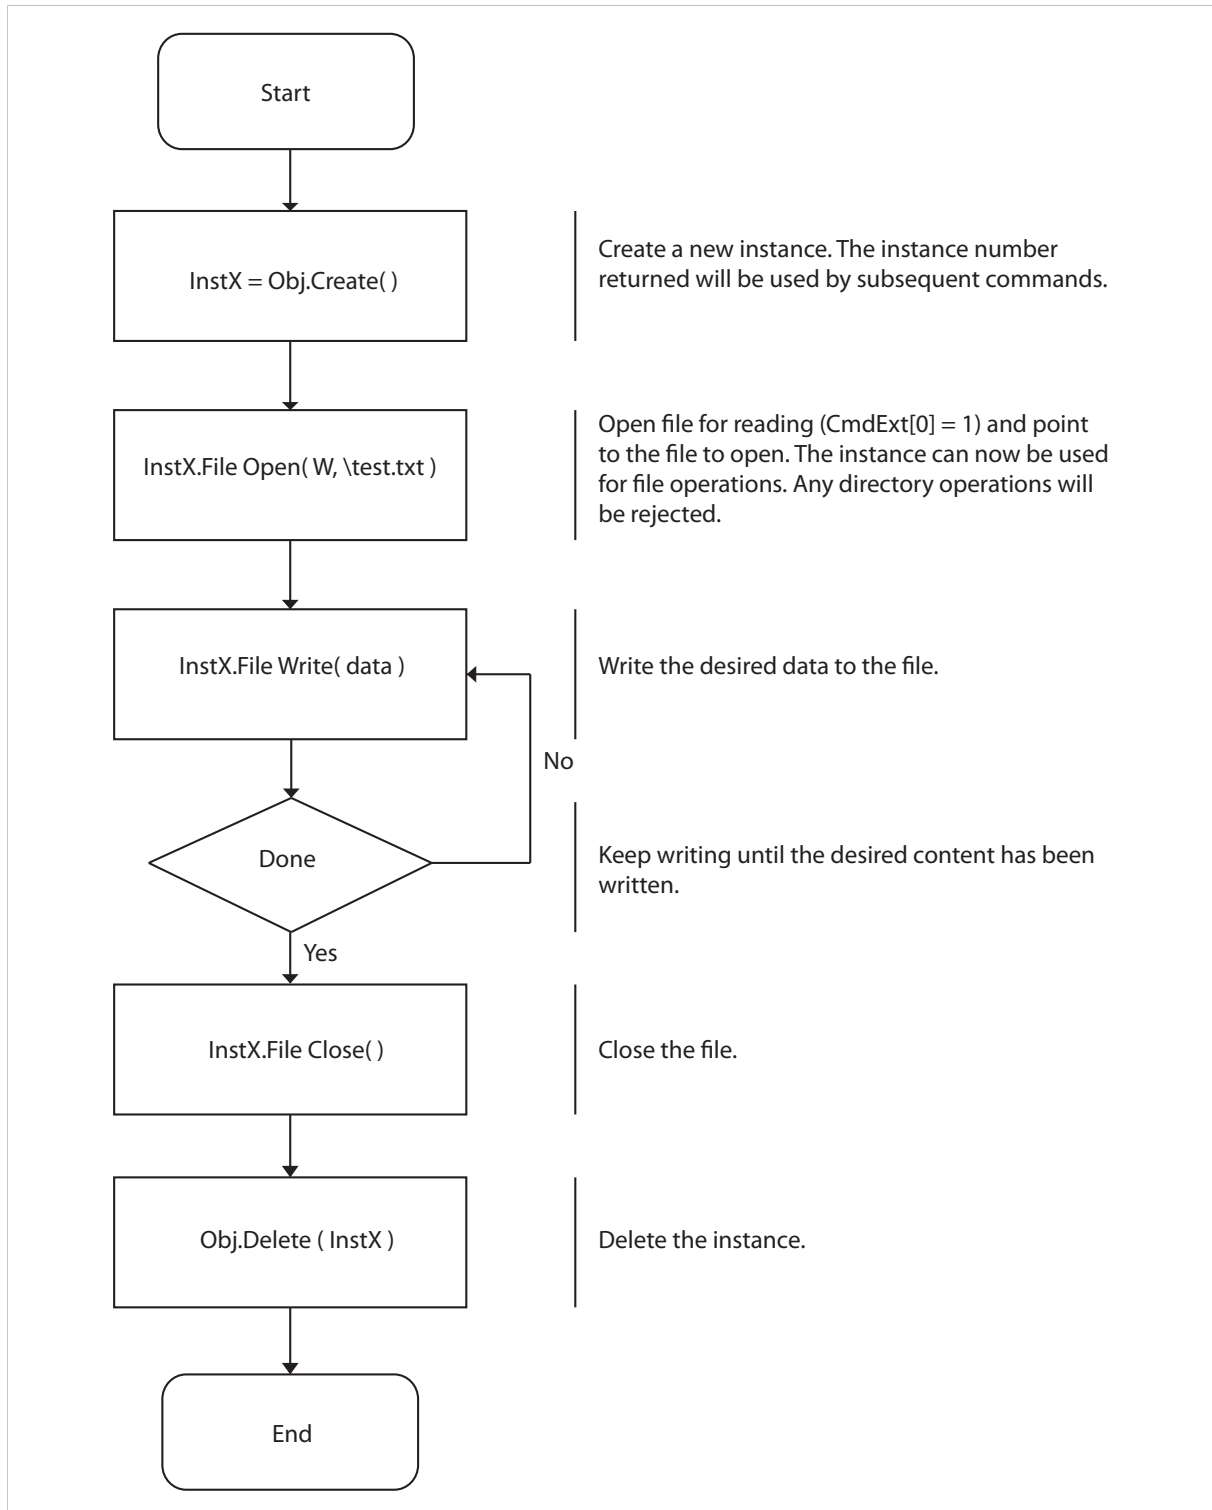 Start
InstX = Obj.Create( )
Create a new instance. The instance number
returned will be used by subsequent commands.
InstX.File Open( W, \test.txt )
Open file for reading (CmdExt[0] = 1) and point
to the file to open. The instance can now be used
for file operations. Any directory operations will
be rejected.
InstX.File Write( data )
Write the desired data to the file.
No
Done
Keep writing until the desired content has been
written.
Yes
InstX.File Close( )
Close the file.
Obj.Delete ( InstX )
Delete the instance.
End